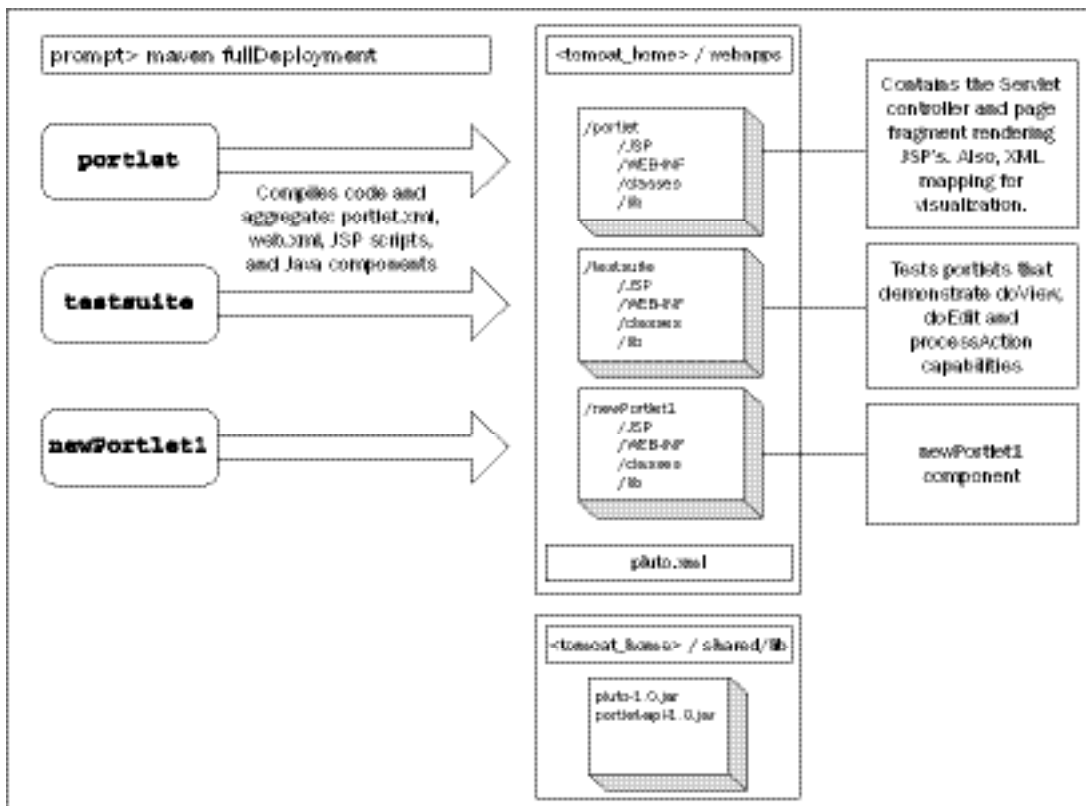 prompt> maven fullDeployment
portlet
Compiles code and
aggregate: portlet.xml,
web.xml, JSP scripts,
and Java components
testsuite
newPortlet1
<tomcat_home> / webapps
/portlet
/JSP
/WEB-INF
/classes
/lib
/testsuite
/JSP
/WEB-INF
/classes
/lib
/newPortlet1
/JSP
/WEB-INF
/classes
/lib
pluto.xml
<tomcat_home> / shared/lib
pluto-1.0.jar
portlet-api-1.0.jar
Contains the Servlet
controller and page
fragment rendering
JSP's. Also, XML
mapping for
visualization.
Tests portlets that
demonstrate doView,
doEdit and
processAction
capabilities
newPortlet1
component